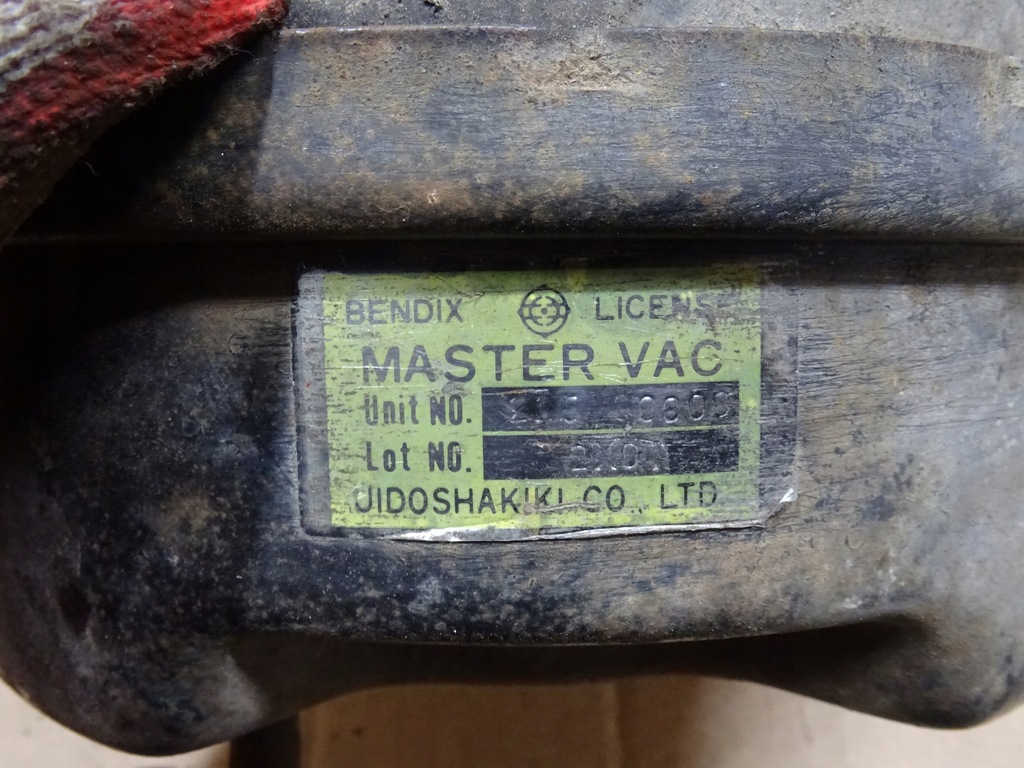 BENDIX LICENSE
MASTER VAC
Unit NO.
Lot NO.
JIDOSHAKIKI CO., LTD